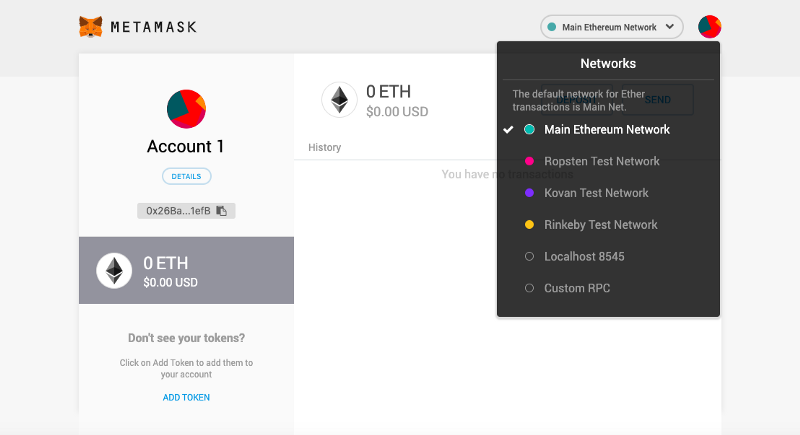 METAMASK
Main Ethereum Network
Account 1
DETAILS
0x26Ba...1efB
0 ETH
$0.00 USD
Don't see your tokens?
Click on Add Token to add them to
your account
ADD TOKEN
0 ETH
$0.00 USD
DEPOSIT
SEND
History
You have no transactions
Networks
The default network for Ether
transactions is Main Net.
Main Ethereum Network
Ropsten Test Network
Kovan Test Network
Rinkeby Test Network
Localhost 8545
Custom RPC